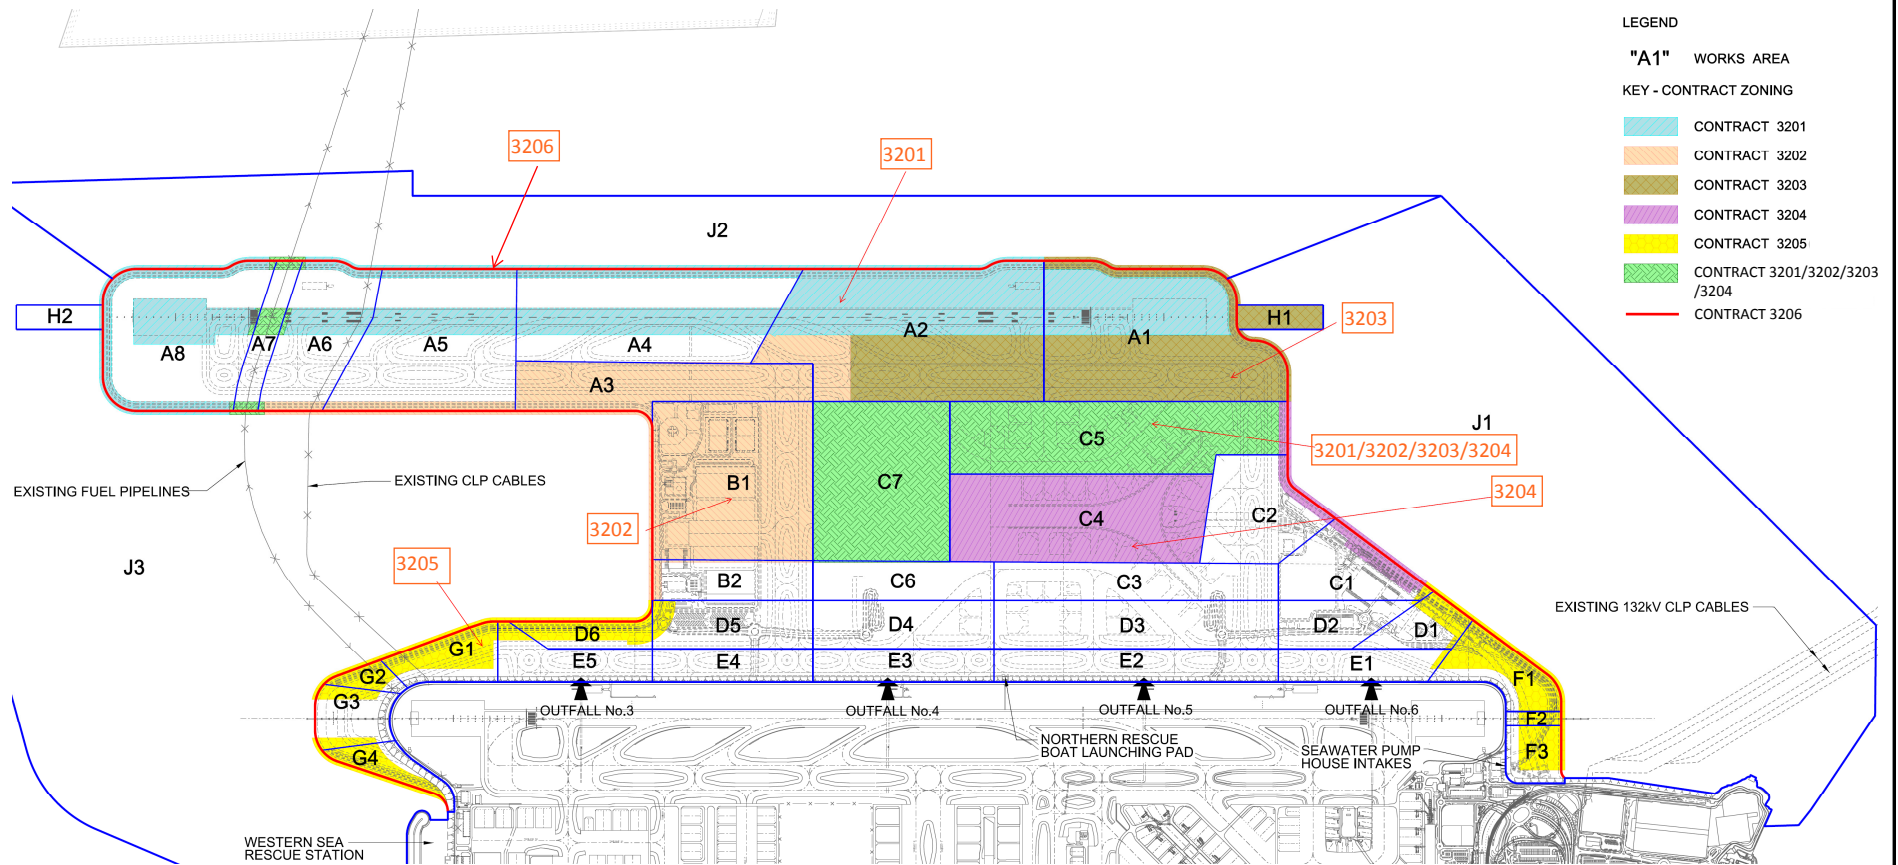 LEGEND
"A1" WORKS AREA
KEY - CONTRACT ZONING
CONTRACT 3201
CONTRACT 3202
CONTRACT 3203
CONTRACT 3204
CONTRACT 3205
CONTRACT 3201/3202/3203
/3204
CONTRACT 3206
3206
3201
J2
H2
A8
A7
A6
A5
A4
A2
A1
H1
3203
A3
J1
C5
3201/3202/3203/3204
EXISTING FUEL PIPELINES
EXISTING CLP CABLES
B1
C7
C4
C2
3204
3202
J3
3205
B2
C6
C3
C1
EXISTING 132kV CLP CABLES
D6
D5
D4
D3
D2
D1
G1
E5
E4
E3
E2
E1
G2
G3
F1
OUTFALL No.3
OUTFALL No.4
OUTFALL No.5
OUTFALL No.6
F2
G4
NORTHERN RESCUE
BOAT LAUNCHING PAD
SEAWATER PUMP
HOUSE INTAKES
F3
WESTERN SEA
RESCUE STATION